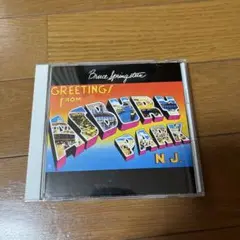 Bruce Springsteen
GREETINGS
FROM
ASBURY
PARK
N J